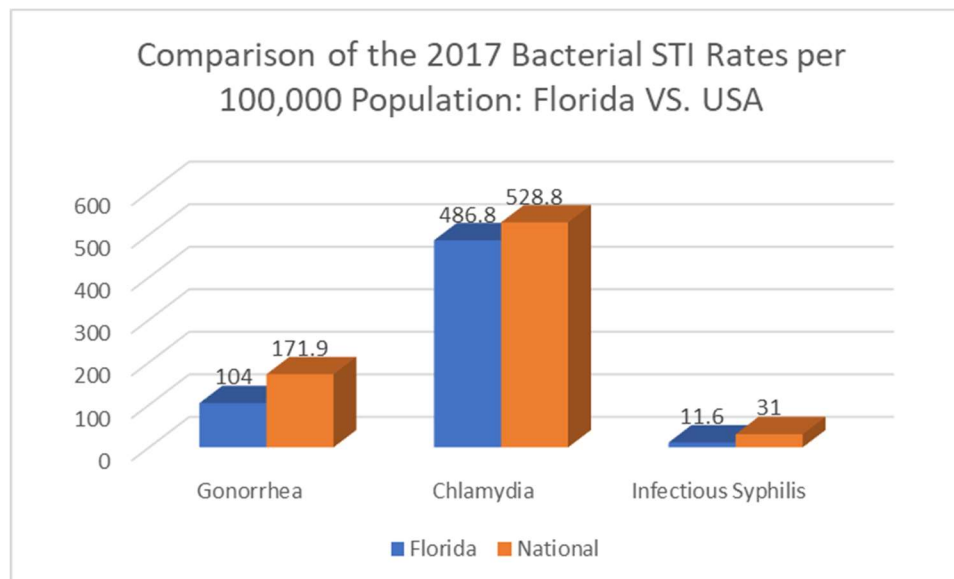 Comparison of the 2017 Bacterial STI Rates per
100,000 Population: Florida VS. USA
600
500
400
300
200
100
0
104
171.9
486.8
528.8
11.6
31
Gonorrhea
Chlamydia
Infectious Syphilis
Florida
National